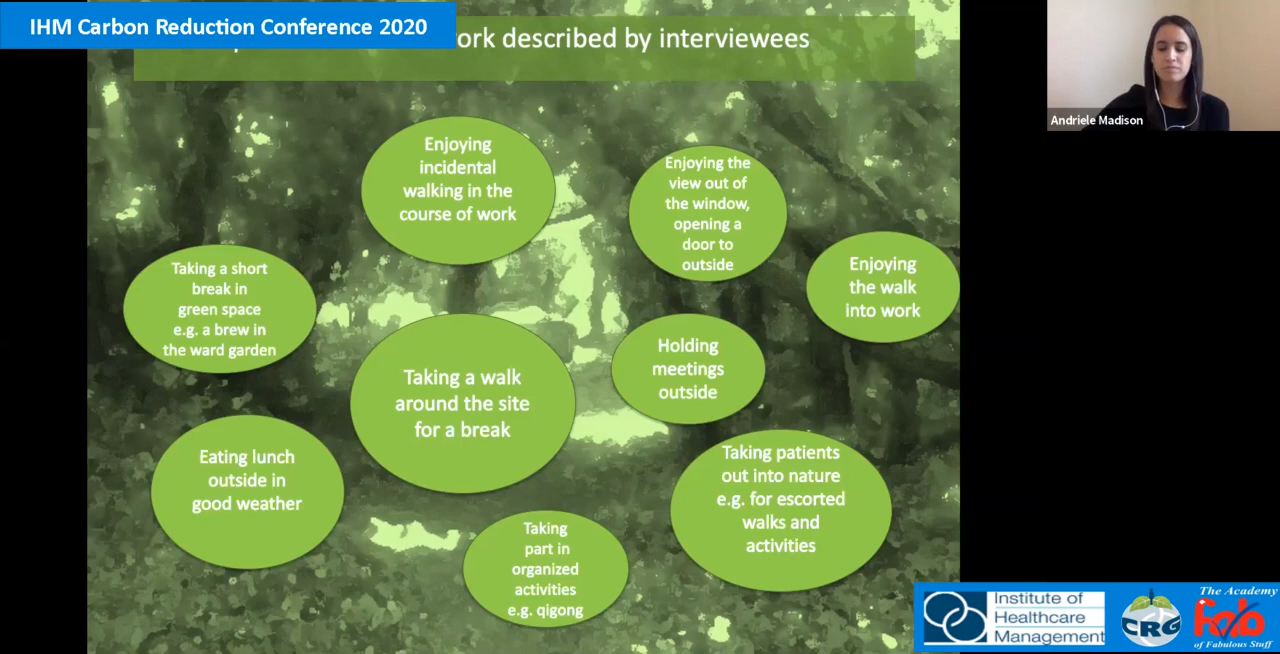 IHM Carbon Reduction Conference 2020
work described by interviewees
Andriele Madison
Enjoying
incidental
walking in the
course of work
Enjoying the
view out of
the window,
opening a
door to
outside
Enjoying
the walk
into work
Taking a short
break in
green space
e.g. a brew in
the ward garden
Taking a walk
around the site
for a break
Holding
meetings
outside
Eating lunch
outside in
good weather
Taking patients
out into nature
e.g. for escorted
walks and
activities
Taking
part in
organized
activities
e.g. qigong
Institute of
Healthcare
Management
CRG
The Academy
fab
of Fabulous Stuff